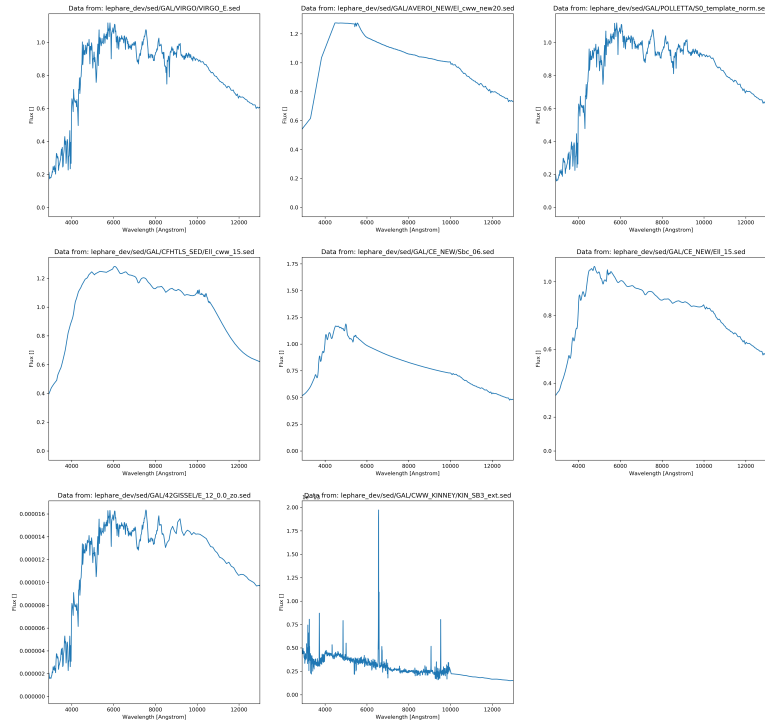 Data from: lephare_dev/sed/GAL/VIRGO/VIRGO_E.sed
Flux []
1.0
0.8
0.6
0.4
0.2
0.0
4000 6000 8000 10000 12000
Wavelength [Angstrom]
Data from: lephare_dev/sed/GAL/AVEROI_NEW/El_cww_new20.sed
Flux []
1.2
1.0
0.8
0.6
0.4
0.2
0.0
4000 6000 8000 10000 12000
Wavelength [Angstrom]
Data from: lephare_dev/sed/GAL/POLLETTA/S0_template_norm.se
Flux []
1.0
0.8
0.6
0.4
0.2
0.0
4000 6000 8000 10000 12000
Wavelength [Angstrom]
Data from: lephare_dev/sed/GAL/CFHTLS_SED/Ell_cww_15.sed
Flux []
1.2
1.0
0.8
0.6
0.4
0.2
0.0
4000 6000 8000 10000 12000
Wavelength [Angstrom]
Data from: lephare_dev/sed/GAL/CE_NEW/Sbc_06.sed
Flux []
1.75
1.50
1.25
1.00
0.75
0.50
0.25
0.00
4000 6000 8000 10000 12000
Wavelength [Angstrom]
Data from: lephare_dev/sed/GAL/CE_NEW/Ell_15.sed
Flux []
1.0
0.8
0.6
0.4
0.2
0.0
4000 6000 8000 10000 12000
Wavelength [Angstrom]
Data from: lephare_dev/sed/GAL/42GISSEL/E_12_0.0_zo.sed
Flux []
0.000016
0.000014
0.000012
0.000010
0.000008
0.000006
0.000004
0.000002
0.000000
4000 6000 8000 10000 12000
Wavelength [Angstrom]
Data from: lephare_dev/sed/GAL/CWW_KINNEY/KIN_SB3_ext.sed
Flux []
2.00
1.75
1.50
1.25
1.00
0.75
0.50
0.25
0.00
4000 6000 8000 10000 12000
Wavelength [Angstrom]